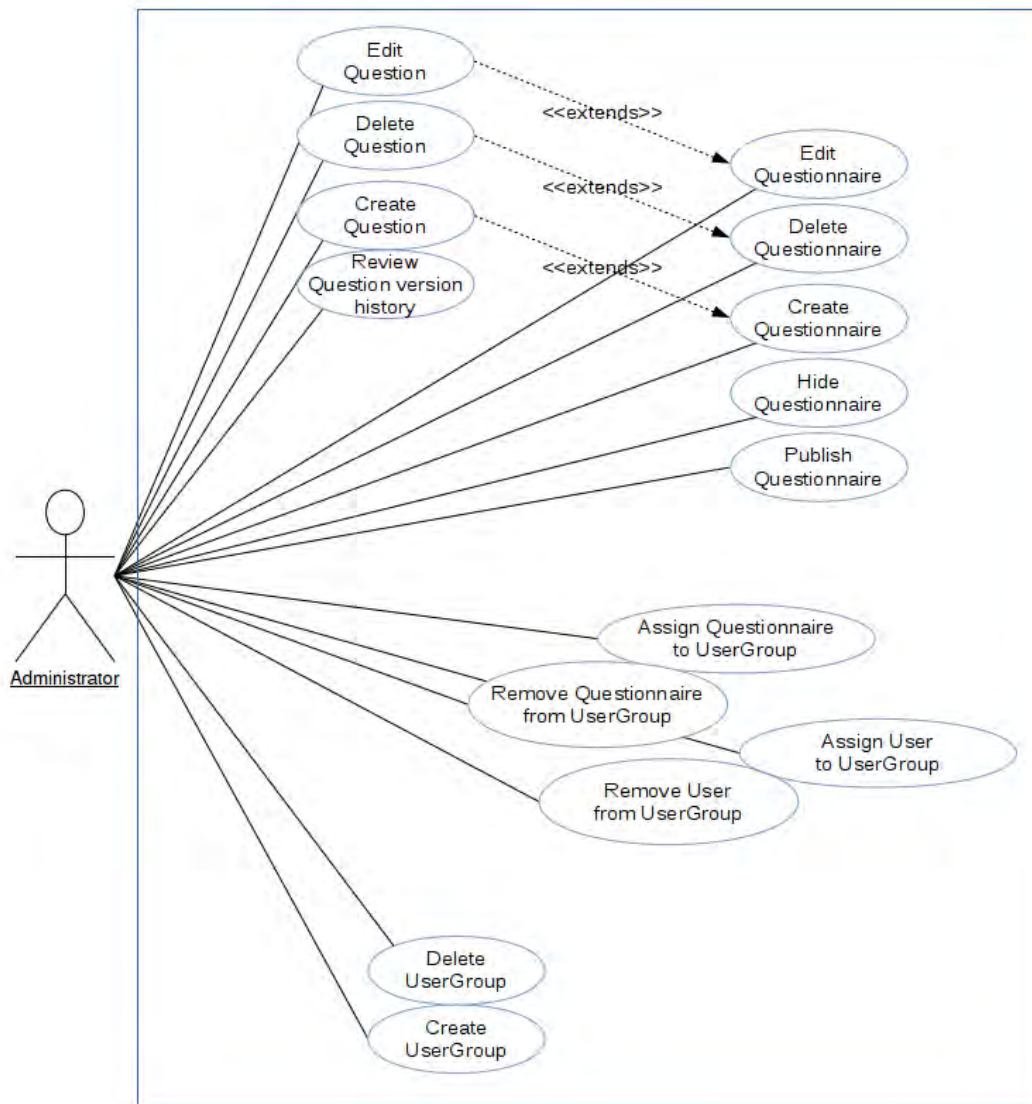 Edit
Question
<<extends>>
Delete
Question
Edit
Questionnaire
<<extends>>
Create
Question
Delete
Questionnaire
Review
Question version
history
<<extends>>
Create
Questionnaire
Hide
Questionnaire
Publish
Questionnaire
Administrator
Assign Questionnaire
to UserGroup
Remove Questionnaire
from UserGroup
Assign User
to UserGroup
Remove User
from UserGroup
Delete
UserGroup
Create
UserGroup